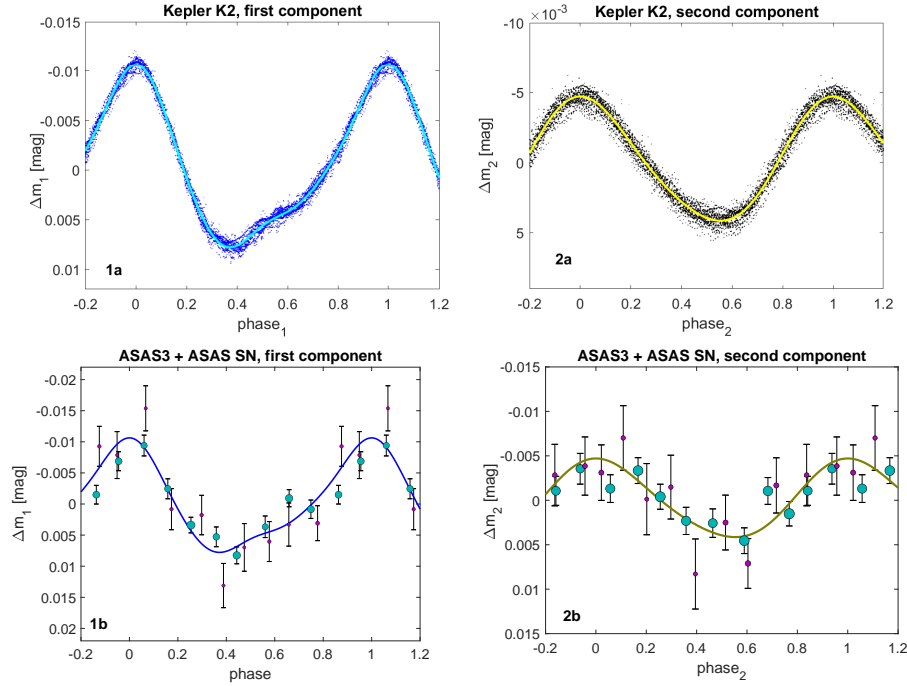 Kepler K2, first component
-0.015
-0.01
-0.005
0
0.005
0.01
Δm1 [mag]
1a
-0.2 0 0.2 0.4 0.6 0.8 1 1.2
phase1
×10-3
Kepler K2, second component
-10
-5
0
5
Δm2 [mag]
2a
-0.2 0 0.2 0.4 0.6 0.8 1 1.2
phase2
ASAS3 + ASAS SN, first component
-0.02
-0.015
-0.01
-0.005
0
0.005
0.01
0.015
0.02
Δm1 [mag]
1b
-0.2 0 0.2 0.4 0.6 0.8 1 1.2
phase
ASAS3 + ASAS SN, second component
-0.015
-0.01
-0.005
0
0.005
0.01
0.015
Δm2 [mag]
2b
-0.2 0 0.2 0.4 0.6 0.8 1 1.2
phase2